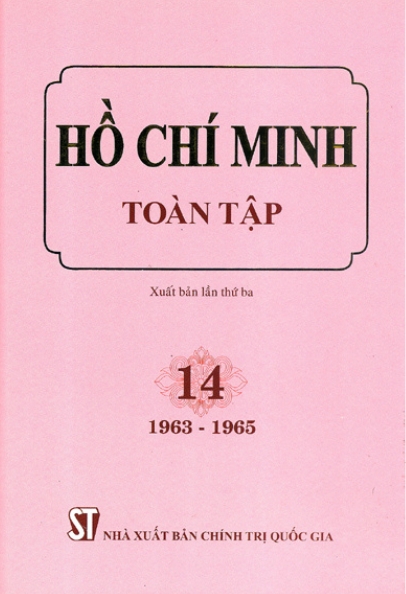 HỒ CHÍ MINH
TOÀN TẬP
Xuất bản lần thứ ba
14
1963 - 1965
ST NHÀ XUẤT BẢN CHÍNH TRỊ QUỐC GIA